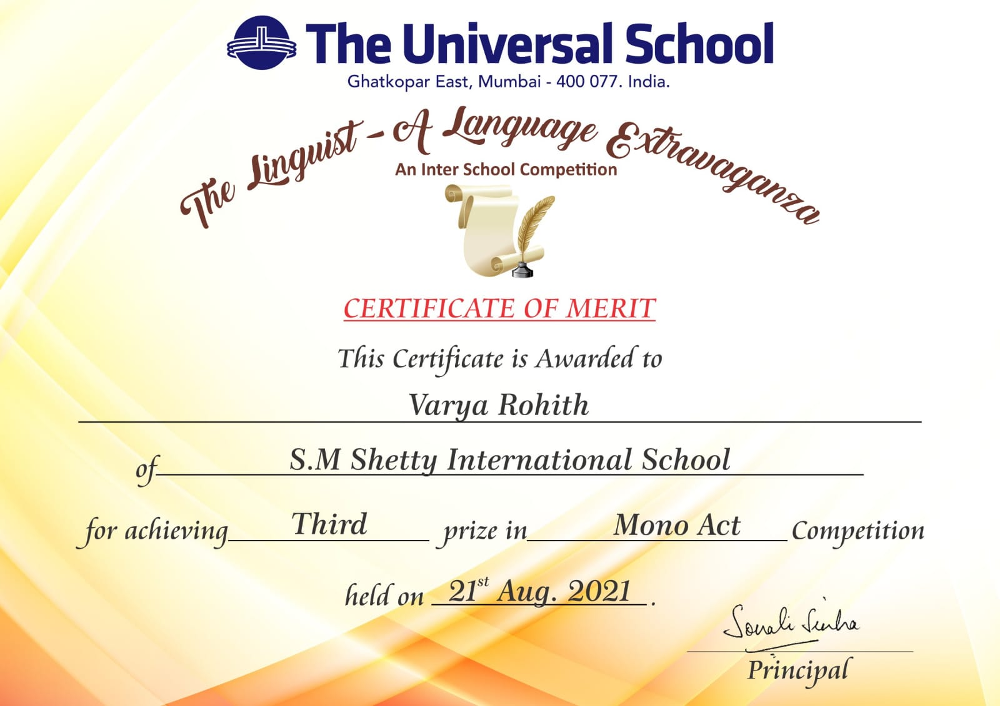 The Universal School
Ghatkopar East, Mumbai - 400 077. India.
The Linguist - A Language Extravaganza
An Inter School Competition
CERTIFICATE OF MERIT
This Certificate is Awarded to
Varya Rohith
of S.M Shetty International School
for achieving Third prize in Mono Act Competition
held on 21st Aug. 2021.
Sonali Sinha
Principal